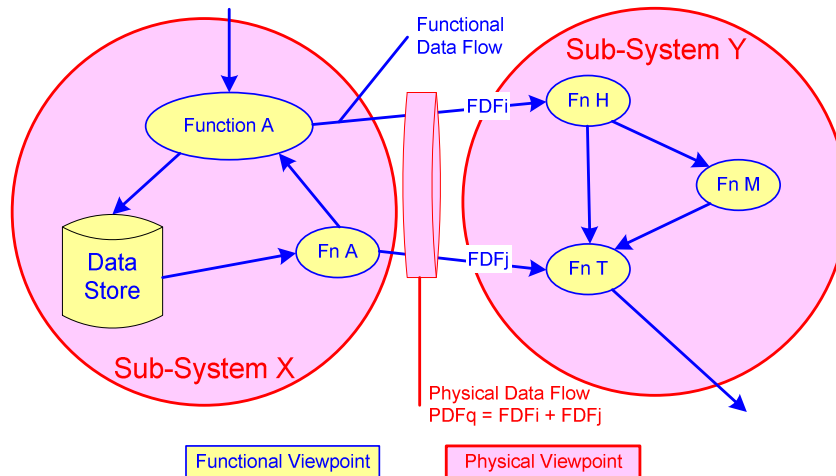 Functional
Data Flow
Sub-System Y
Function A
FDFi
Fn H
Fn M
Data
Store
Fn A
FDFj
Fn T
Sub-System X
Physical Data Flow
PDFq = FDFi + FDFj
Functional Viewpoint
Physical Viewpoint